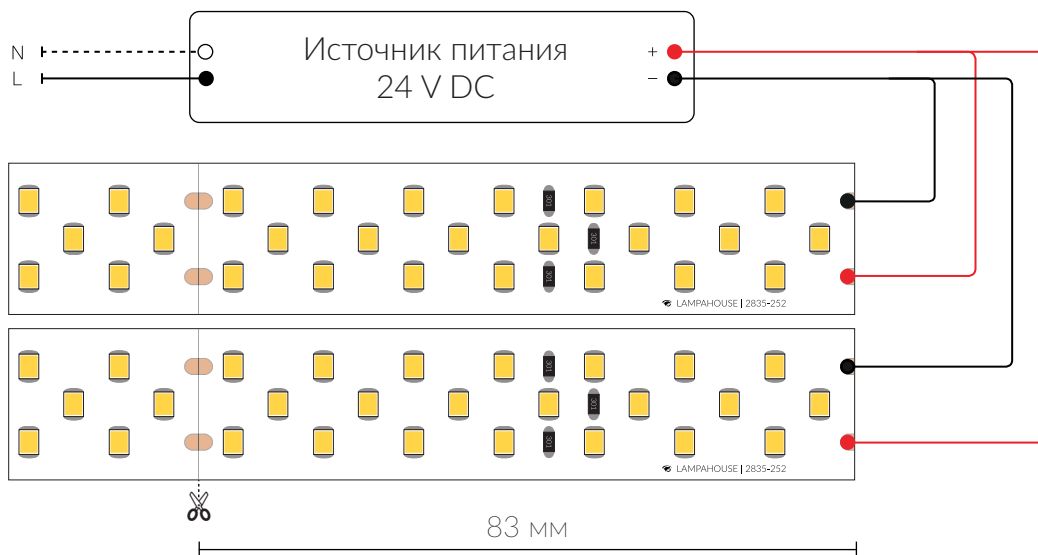 N
L
Источник питания
24 V DC
+
−
301
301
301
LAMPAHOUSE | 2835-252
301
301
301
LAMPAHOUSE | 2835-252
83 мм